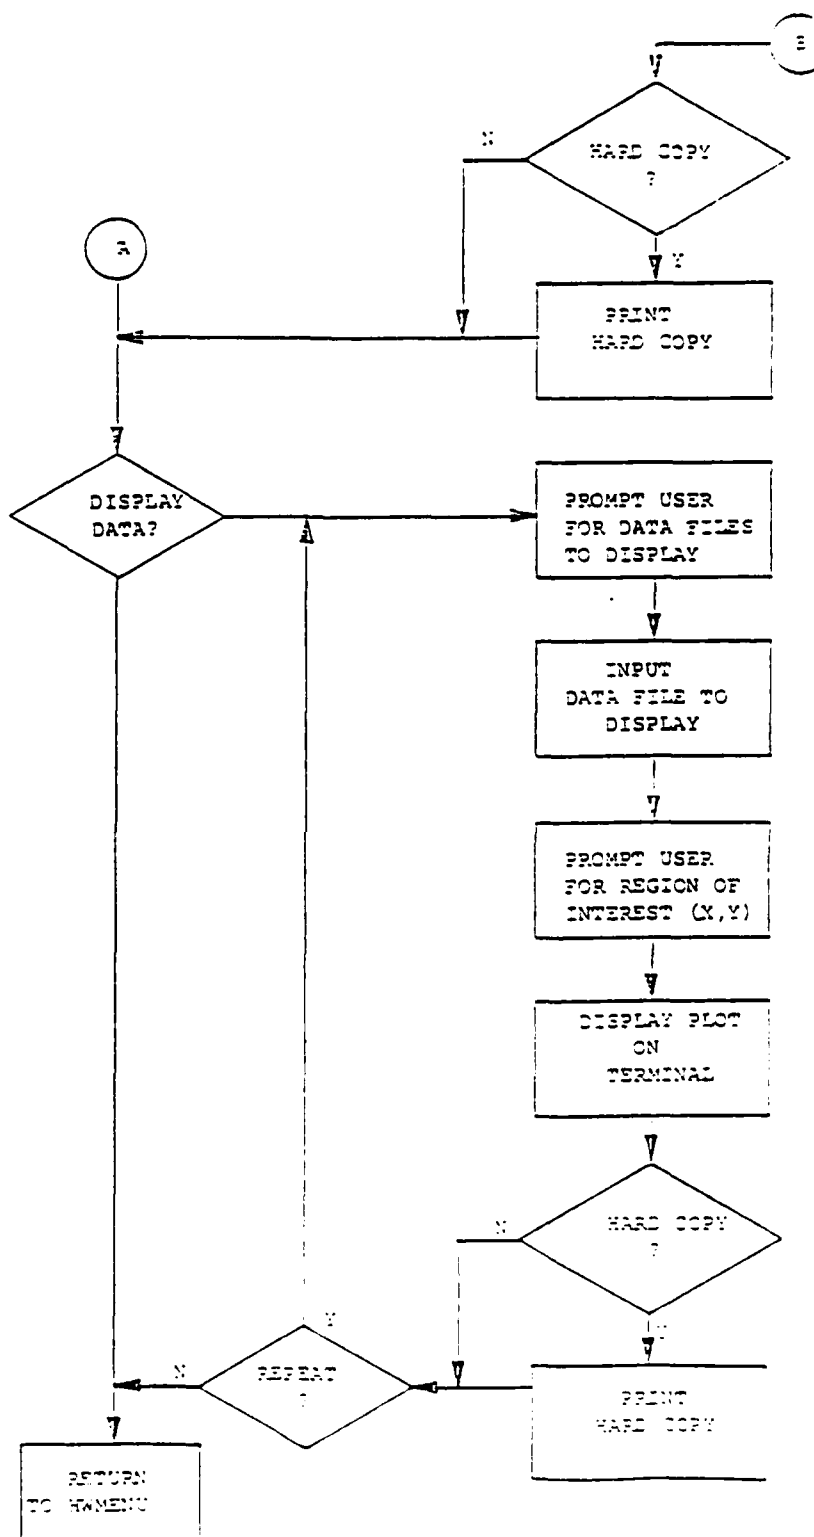 B
N
HARD COPY
?
Y
A
PRINT
HARD COPY
DISPLAY
DATA?
PROMPT USER
FOR DATA FILES
TO DISPLAY
INPUT
DATA FILE TO
DISPLAY
PROMPT USER
FOR REGION OF
INTEREST (X,Y)
DISPLAY PLOT
ON
TERMINAL
N
HARD COPY
?
Y
Y
N
REPEAT
?
PRINT
HARD COPY
RETURN
TO HWMENU